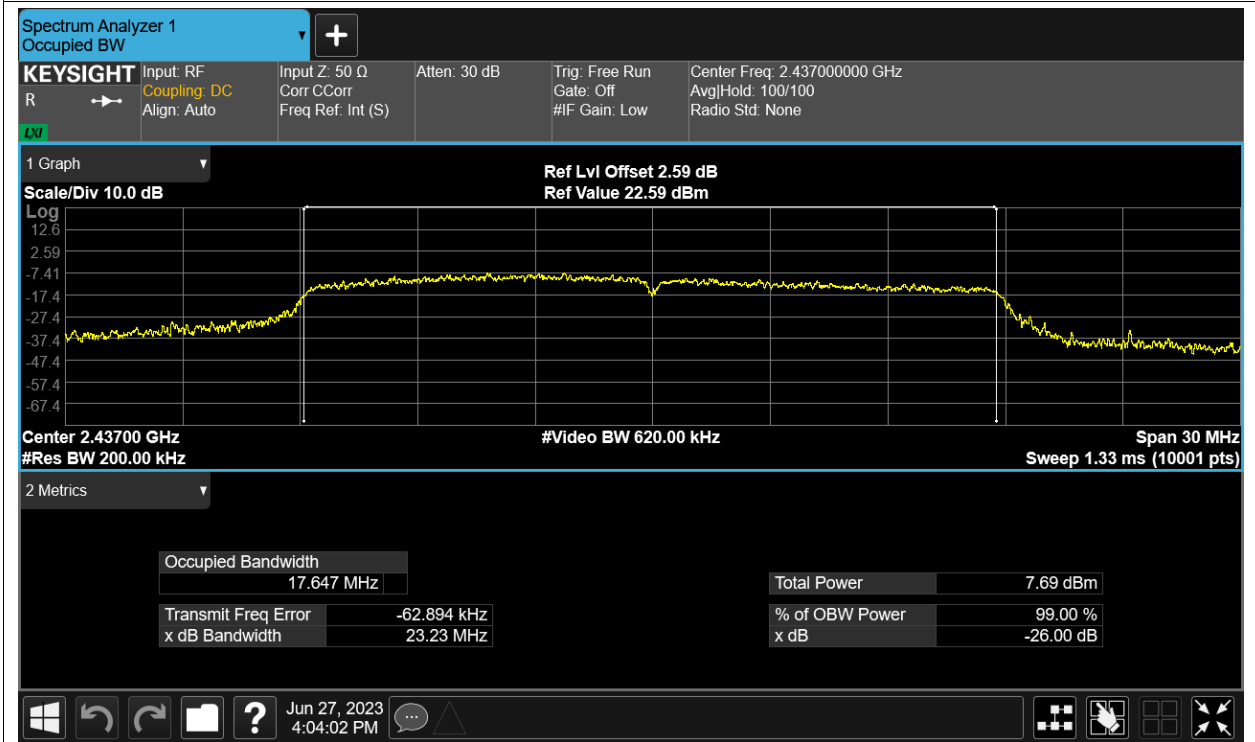 Spectrum Analyzer 1
Occupied BW
KEYSIGHT
R
LXI
Input: RF
Coupling: DC
Align: Auto
Input Z: 50 Ω
Corr CCorr
Freq Ref: Int (S)
Atten: 30 dB
Trig: Free Run
Gate: Off
#IF Gain: Low
Center Freq: 2.437000000 GHz
Avg|Hold: 100/100
Radio Std: None
1 Graph
Scale/Div 10.0 dB
Ref Lvl Offset 2.59 dB
Ref Value 22.59 dBm
Log
12.6
2.59
-7.41
-17.4
-27.4
-37.4
-47.4
-57.4
-67.4
Center 2.43700 GHz
#Res BW 200.00 kHz
#Video BW 620.00 kHz
Span 30 MHz
Sweep 1.33 ms (10001 pts)
2 Metrics
Occupied Bandwidth
17.647 MHz
Transmit Freq Error -62.894 kHz
x dB Bandwidth 23.23 MHz
Total Power 7.69 dBm
% of OBW Power 99.00 %
x dB -26.00 dB
?
Jun 27, 2023
4:04:02 PM